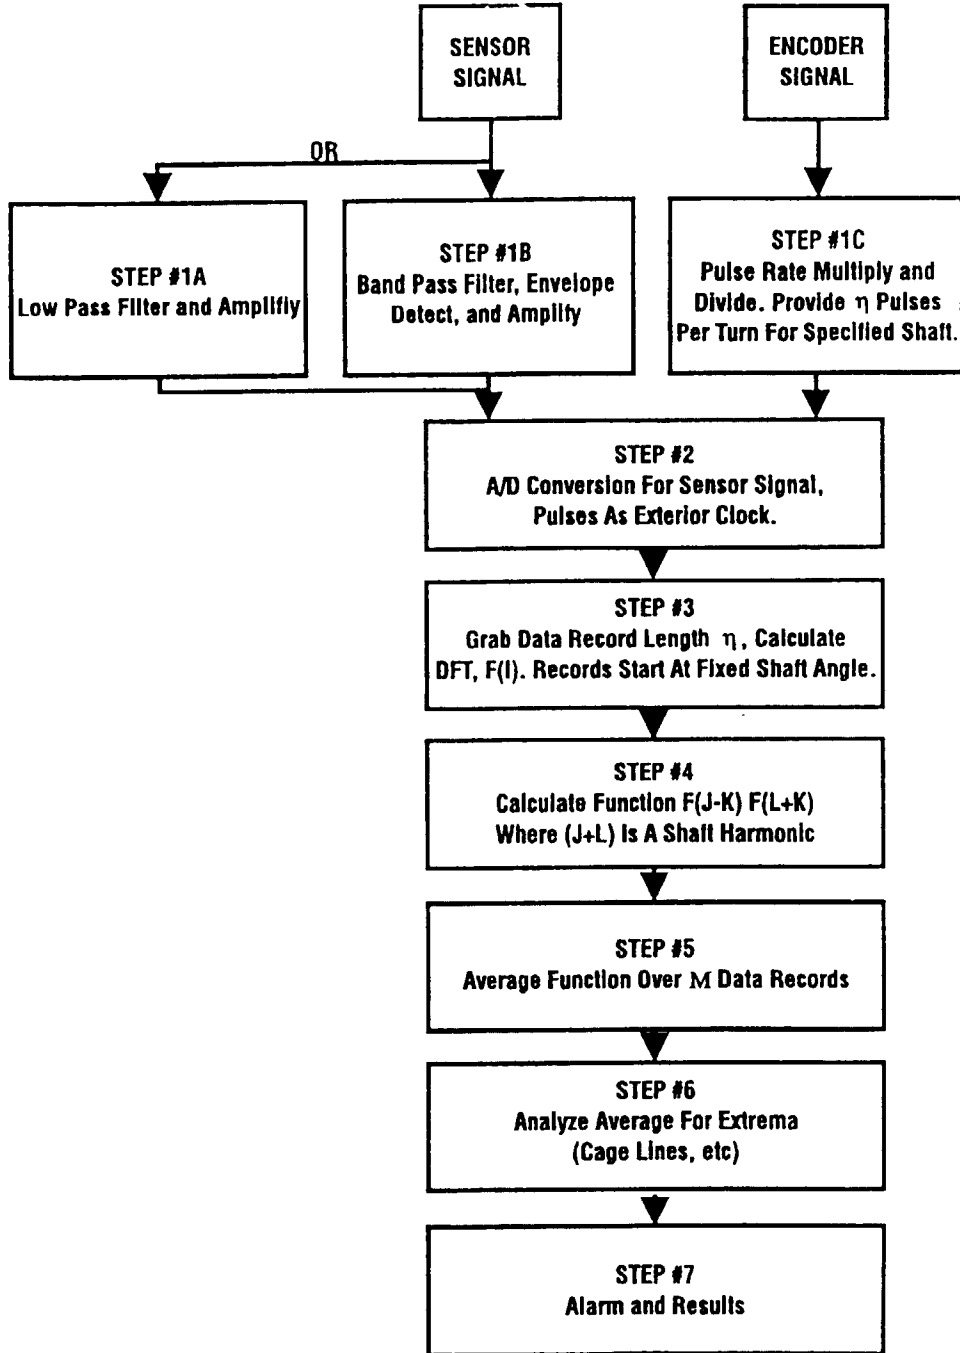 SENSOR
SIGNAL
ENCODER
SIGNAL
OR
STEP #1A
Low Pass Filter and Amplifiy
STEP #1B
Band Pass Filter, Envelope
Detect, and Amplify
STEP #1C
Pulse Rate Multiply and
Divide. Provide η Pulses
Per Turn For Specified Shaft.
STEP #2
A/D Conversion For Sensor Signal,
Pulses As Exterior Clock.
STEP #3
Grab Data Record Length η, Calculate
DFT, F(I). Records Start At Fixed Shaft Angle.
STEP #4
Calculate Function F(J-K) F(L+K)
Where (J+L) Is A Shaft Harmonic
STEP #5
Average Function Over M Data Records
STEP #6
Analyze Average For Extrema
(Cage Lines, etc)
STEP #7
Alarm and Results